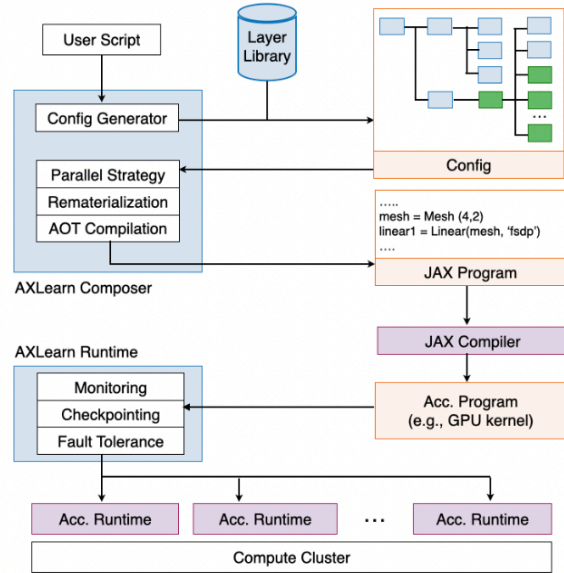 User Script
Layer
Library
Config Generator
...
Config
Parallel Strategy
Rematerialization
AOT Compilation
AXLearn Composer
.....
mesh = Mesh (4,2)
linear1 = Linear(mesh, 'fsdp')
....
JAX Program
JAX Compiler
AXLearn Runtime
Monitoring
Checkpointing
Fault Tolerance
Acc. Program
(e.g., GPU kernel)
Acc. Runtime
Acc. Runtime
...
Acc. Runtime
Compute Cluster